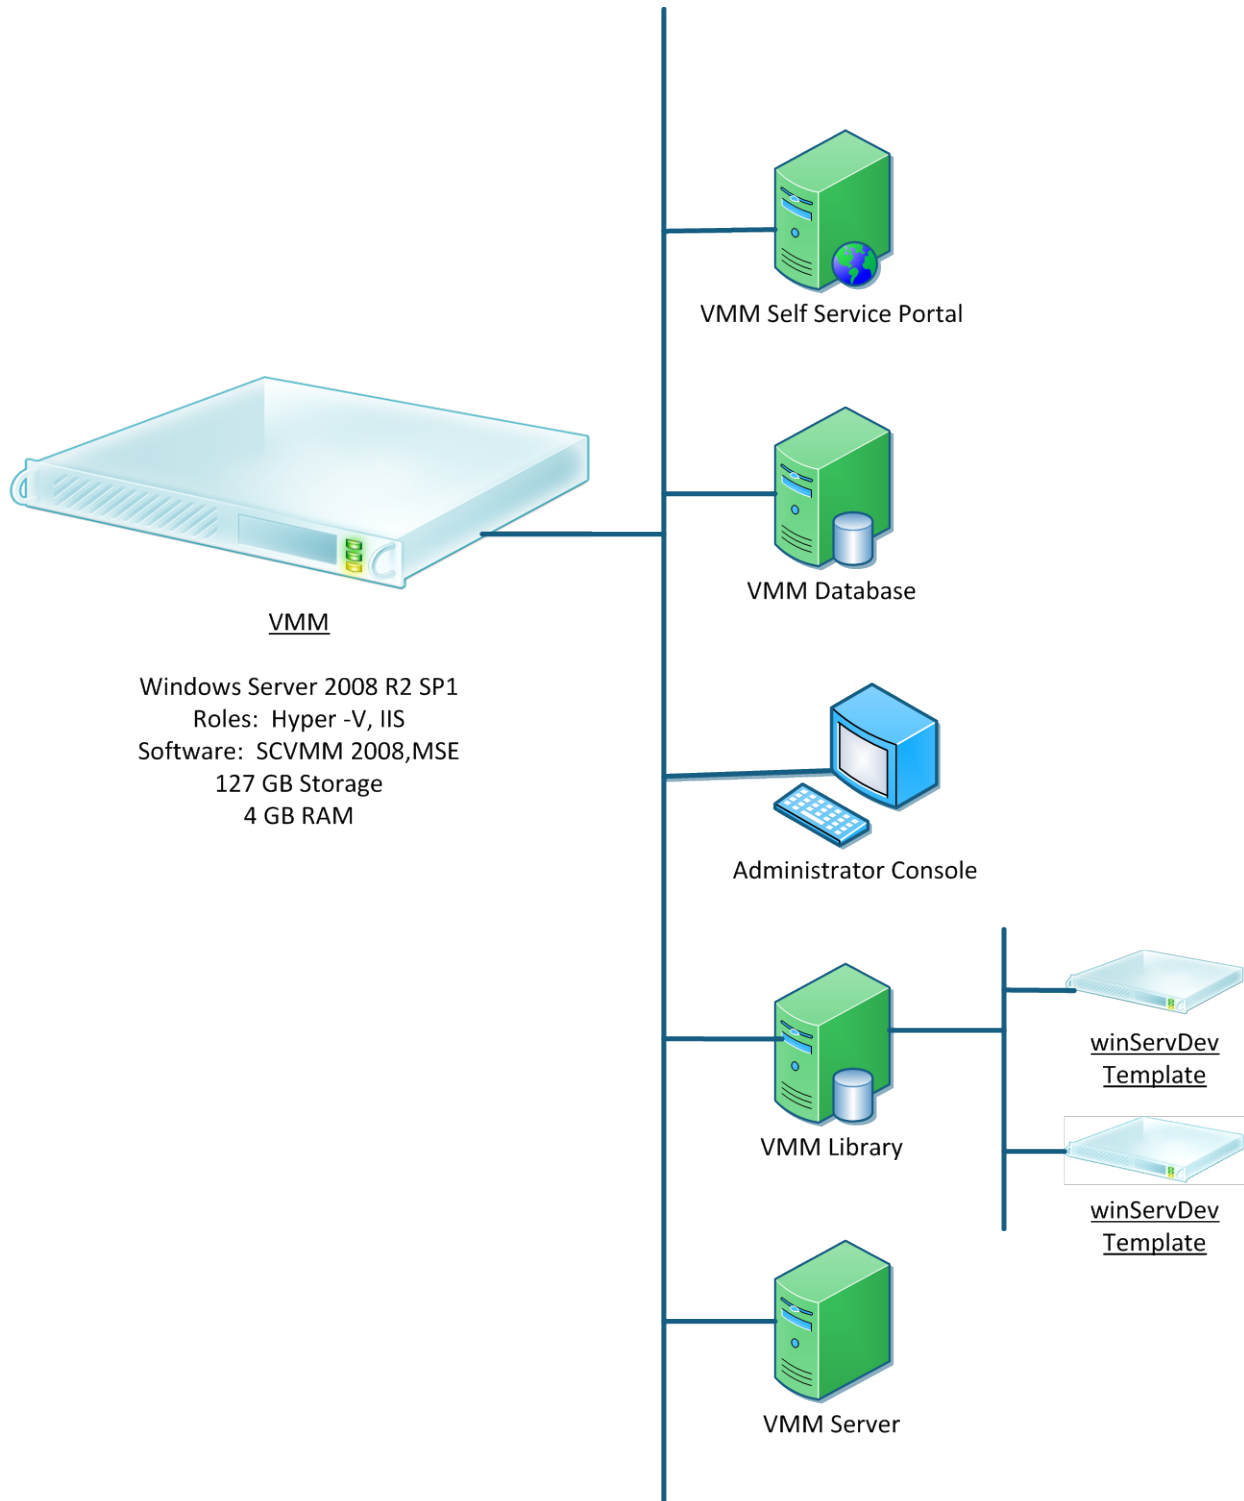 VMM Self Service Portal
VMM Database
VMM
Windows Server 2008 R2 SP1
Roles:  Hyper -V, IIS
Software:  SCVMM 2008,MSE
127 GB Storage
4 GB RAM
Administrator Console
VMM Library
winServDev
Template
winServDev
Template
VMM Server